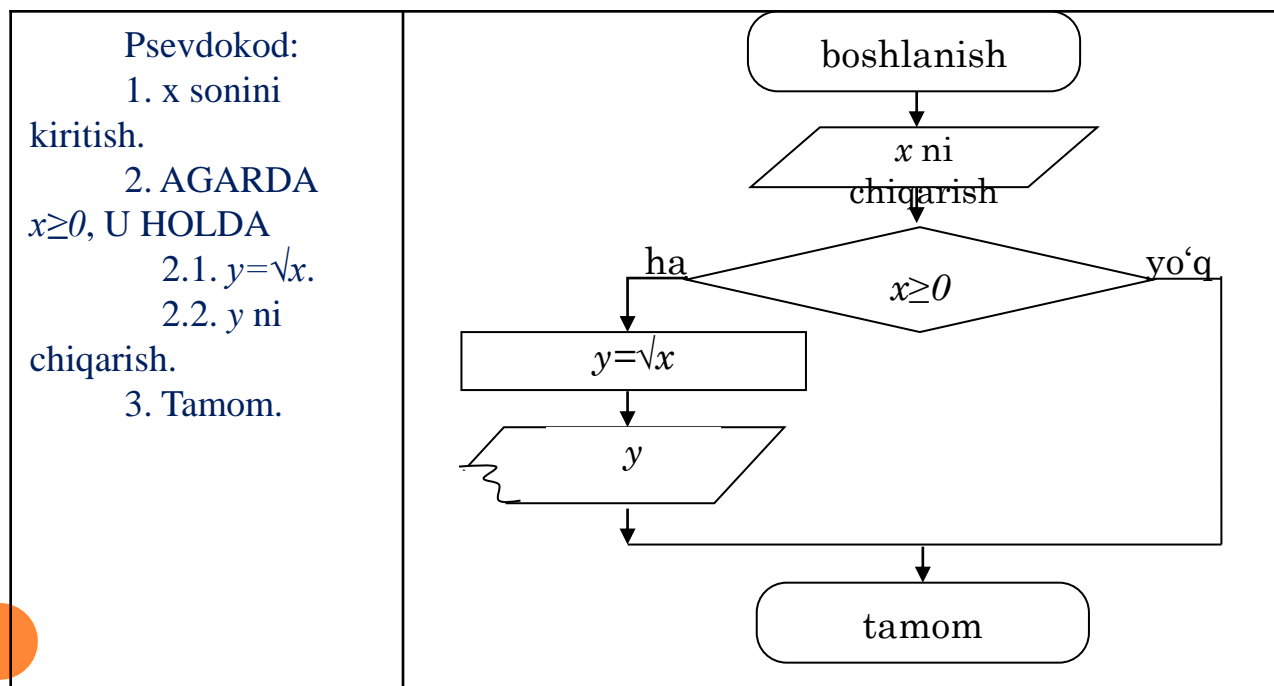 Psevdokod:
1. x sonini
kiritish.
2. AGARDA
x≥0, U HOLDA
2.1. y=√x.
2.2. y ni
chiqarish.
3. Tamom.
boshlanish
x ni
chiqarish
ha
yo‘q
x≥0
y=√x
y
tamom